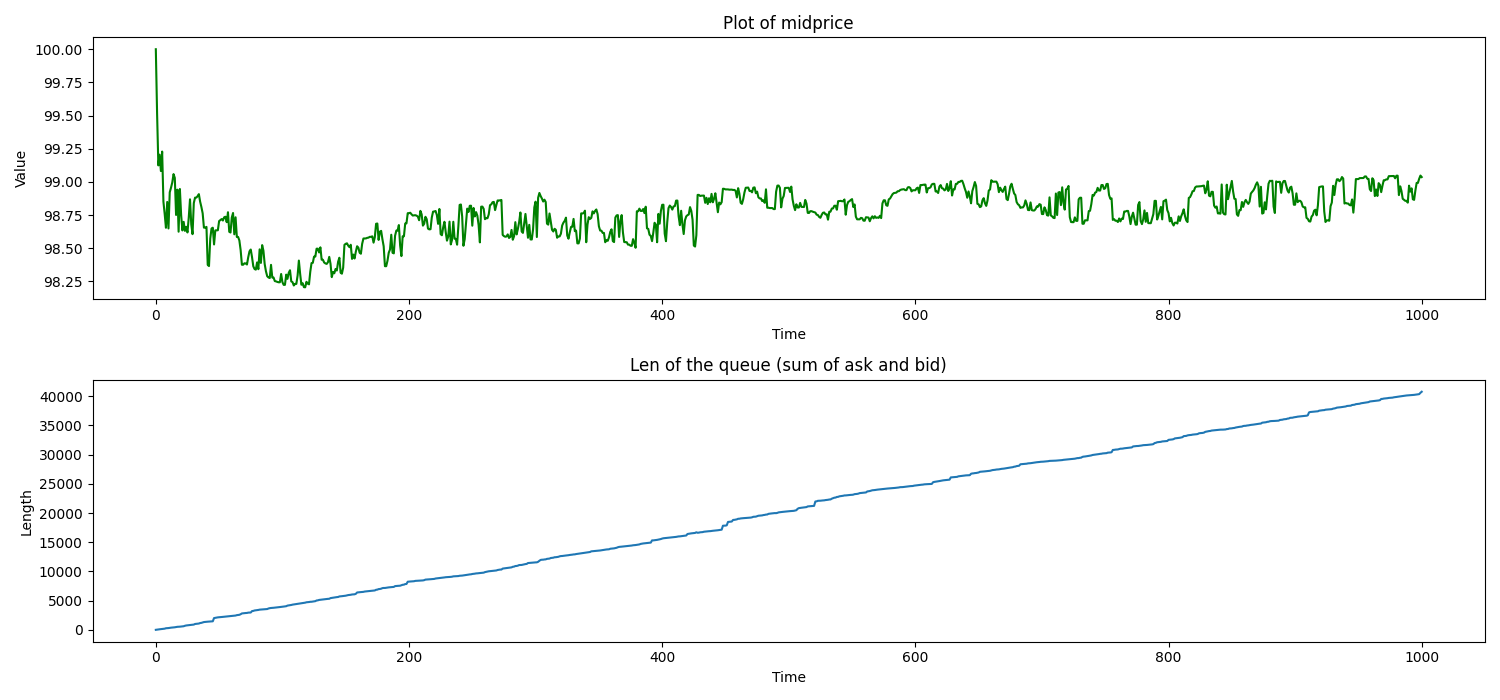 Plot of midprice
100.00
99.75
99.50
99.25
99.00
98.75
98.50
98.25
Value
0 200 400 600 800 1000
Time
Len of the queue (sum of ask and bid)
40000
35000
30000
25000
20000
15000
10000
5000
0
Length
0 200 400 600 800 1000
Time